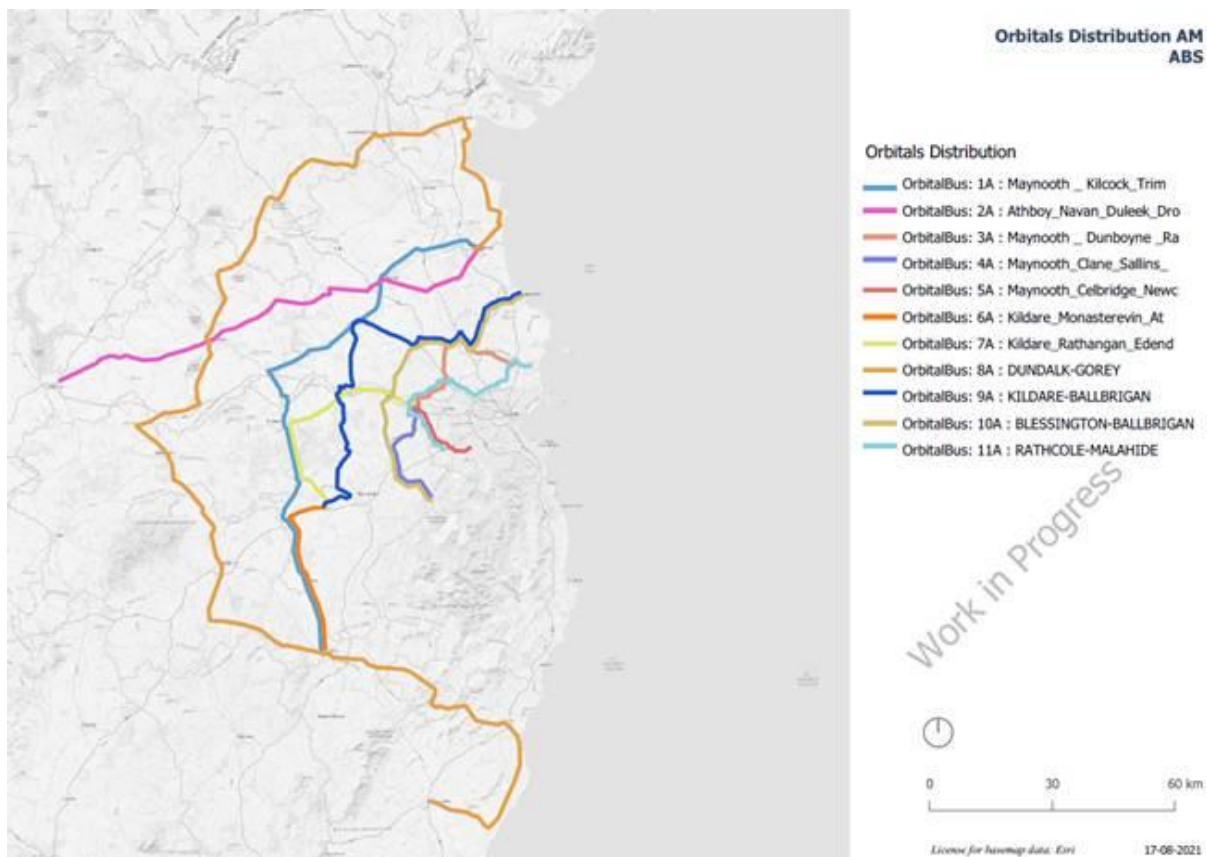 Orbitals Distribution AM
ABS
Orbitals Distribution
OrbitalBus: 1A : Maynooth _ Kilcock_Trim
OrbitalBus: 2A : Athboy_Navan_Duleek_Dro
OrbitalBus: 3A : Maynooth _ Dunboyne _Ra
OrbitalBus: 4A : Maynooth_Clane_Sallins_
OrbitalBus: 5A : Maynooth_Celbridge_Newc
OrbitalBus: 6A : Kildare_Monasterevin_At
OrbitalBus: 7A : Kildare_Rathangan_Edend
OrbitalBus: 8A : DUNDALK-GOREY
OrbitalBus: 9A : KILDARE-BALLBRIGAN
OrbitalBus: 10A : BLESSINGTON-BALLBRIGAN
OrbitalBus: 11A : RATHCOLE-MALAHIDE
Work in Progress
0 30 60 km
License for basemap data: Esri 17-08-2021